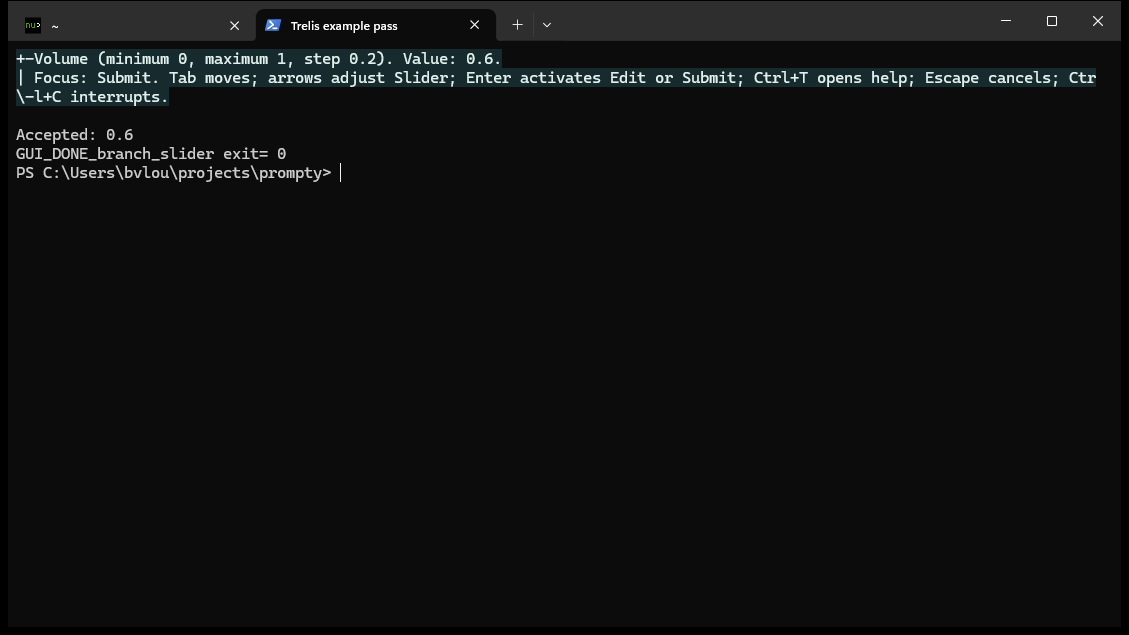 nu> ~
Trelis example pass
+─Volume (minimum 0, maximum 1, step 0.2). Value: 0.6.
| Focus: Submit. Tab moves; arrows adjust Slider; Enter activates Edit or Submit; Ctrl+T opens help; Escape cancels; Ctr
\─l+C interrupts.
Accepted: 0.6
GUI_DONE_branch_slider exit= 0
PS C:\Users\bvlou\projects\prompty>